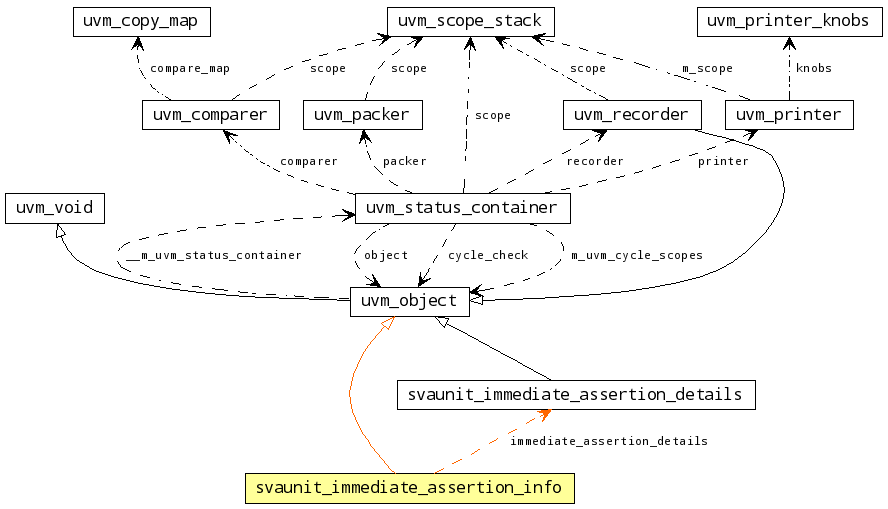 uvm_copy_map uvm_scope_stack uvm_printer_knobs
compare_map scope scope scope m_scope knobs
uvm_comparer uvm_packer uvm_recorder uvm_printer
scope
comparer packer recorder printer
uvm_void uvm_status_container
__m_uvm_status_container object cycle_check m_uvm_cycle_scopes
uvm_object
svaunit_immediate_assertion_details
immediate_assertion_details
svaunit_immediate_assertion_info